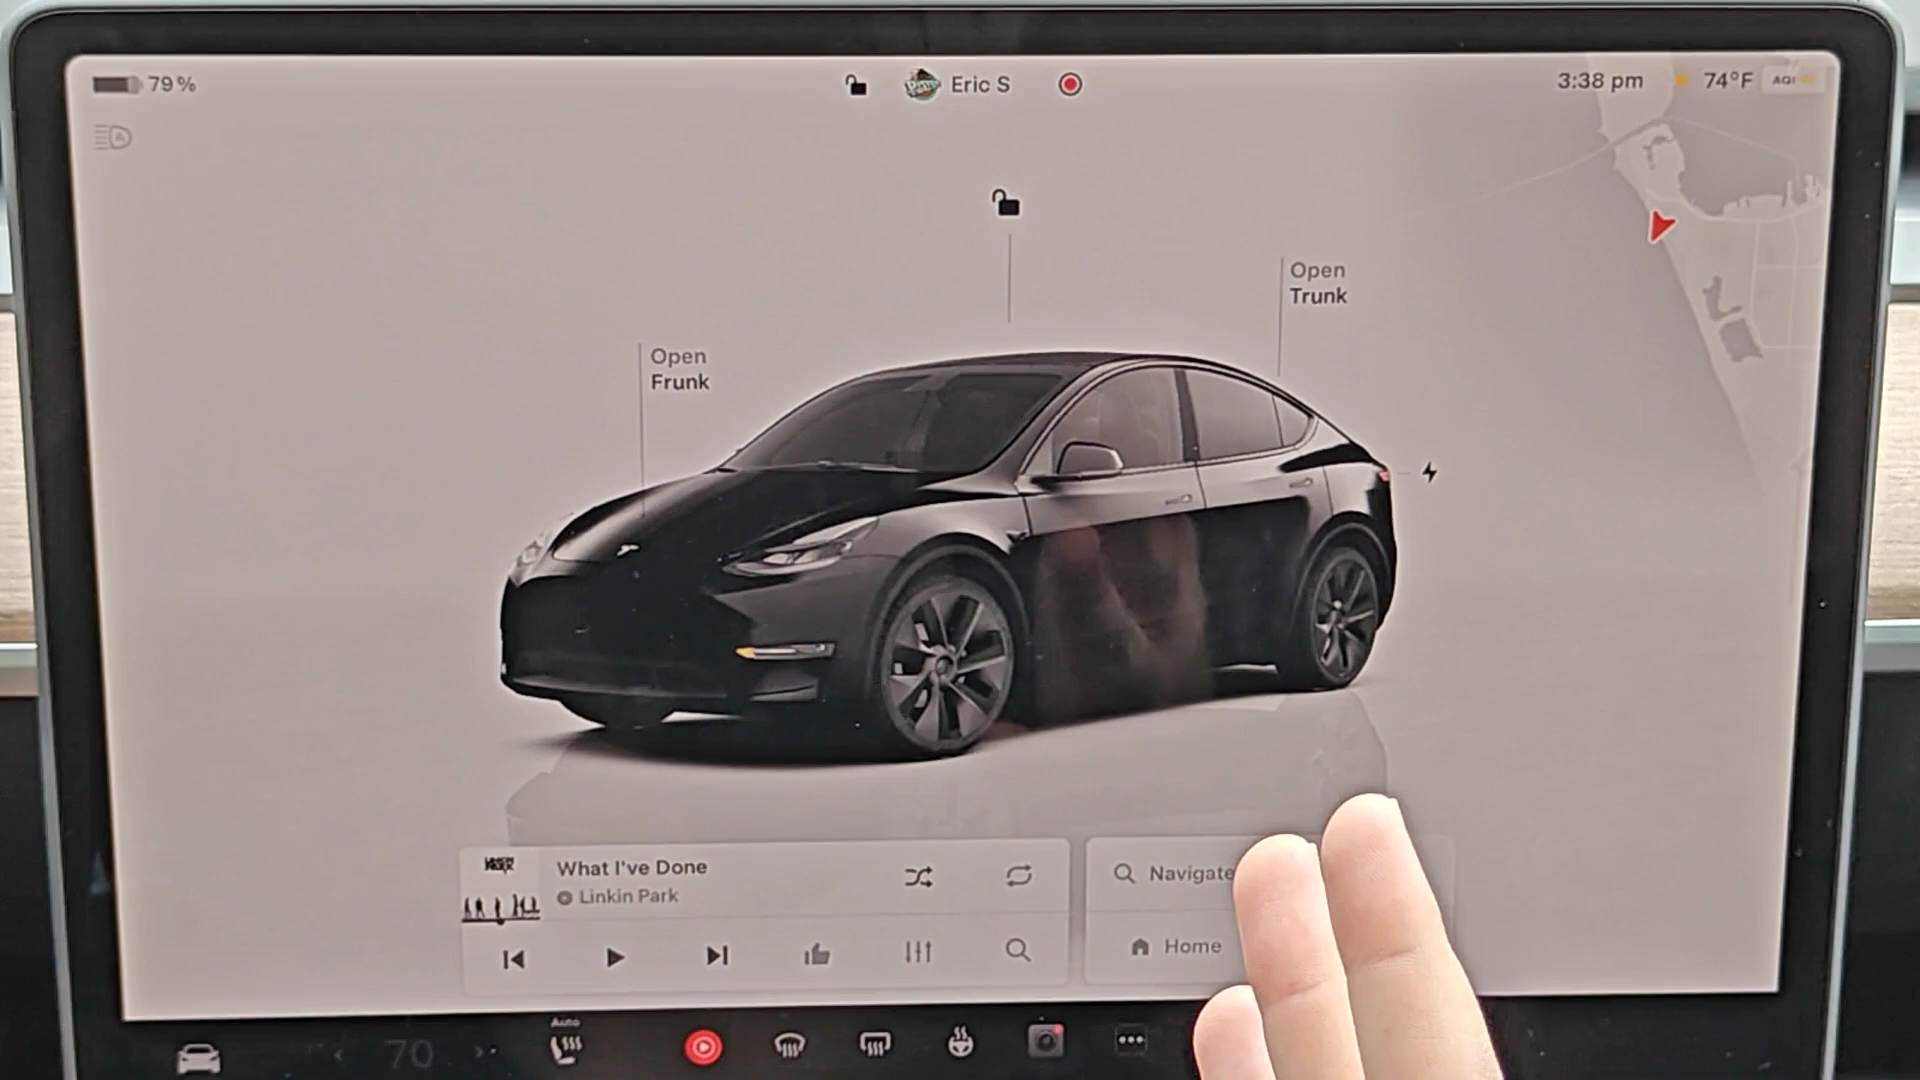 79%
Eric S
3:38 pm
74°F
AQI
A
Open
Trunk
Open
Frunk
What I've Done
Linkin Park
Navigate
Home
Auto
70